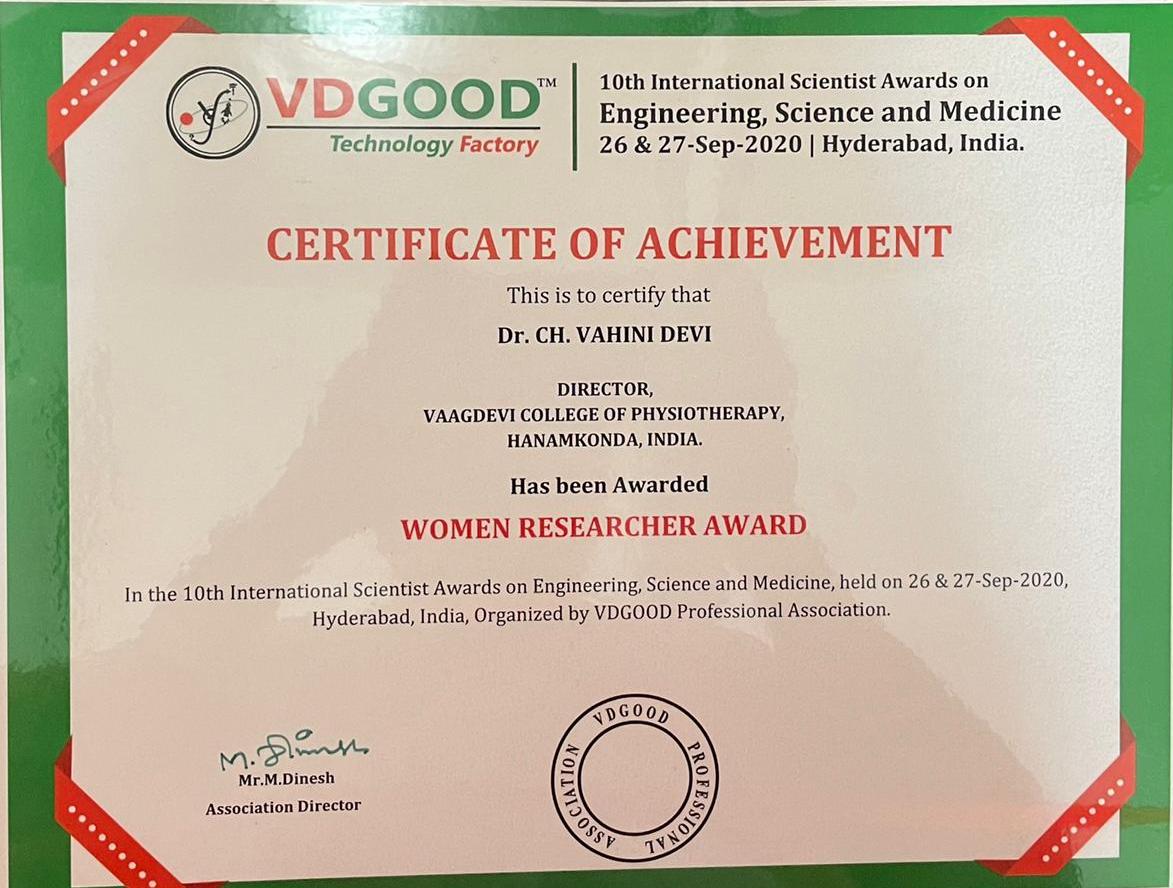 VDGOOD™
Technology Factory
10th International Scientist Awards on
Engineering, Science and Medicine
26 & 27-Sep-2020 | Hyderabad, India.
CERTIFICATE OF ACHIEVEMENT
This is to certify that
Dr. CH. VAHINI DEVI
DIRECTOR,
VAAGDEVI COLLEGE OF PHYSIOTHERAPY,
HANAMKONDA, INDIA.
Has been Awarded
WOMEN RESEARCHER AWARD
In the 10th International Scientist Awards on Engineering, Science and Medicine, held on 26 & 27-Sep-2020,
Hyderabad, India, Organized by VDGOOD Professional Association.
M. Dinesh
Mr.M.Dinesh
Association Director
VDGOOD PROFESSIONAL ASSOCIATION